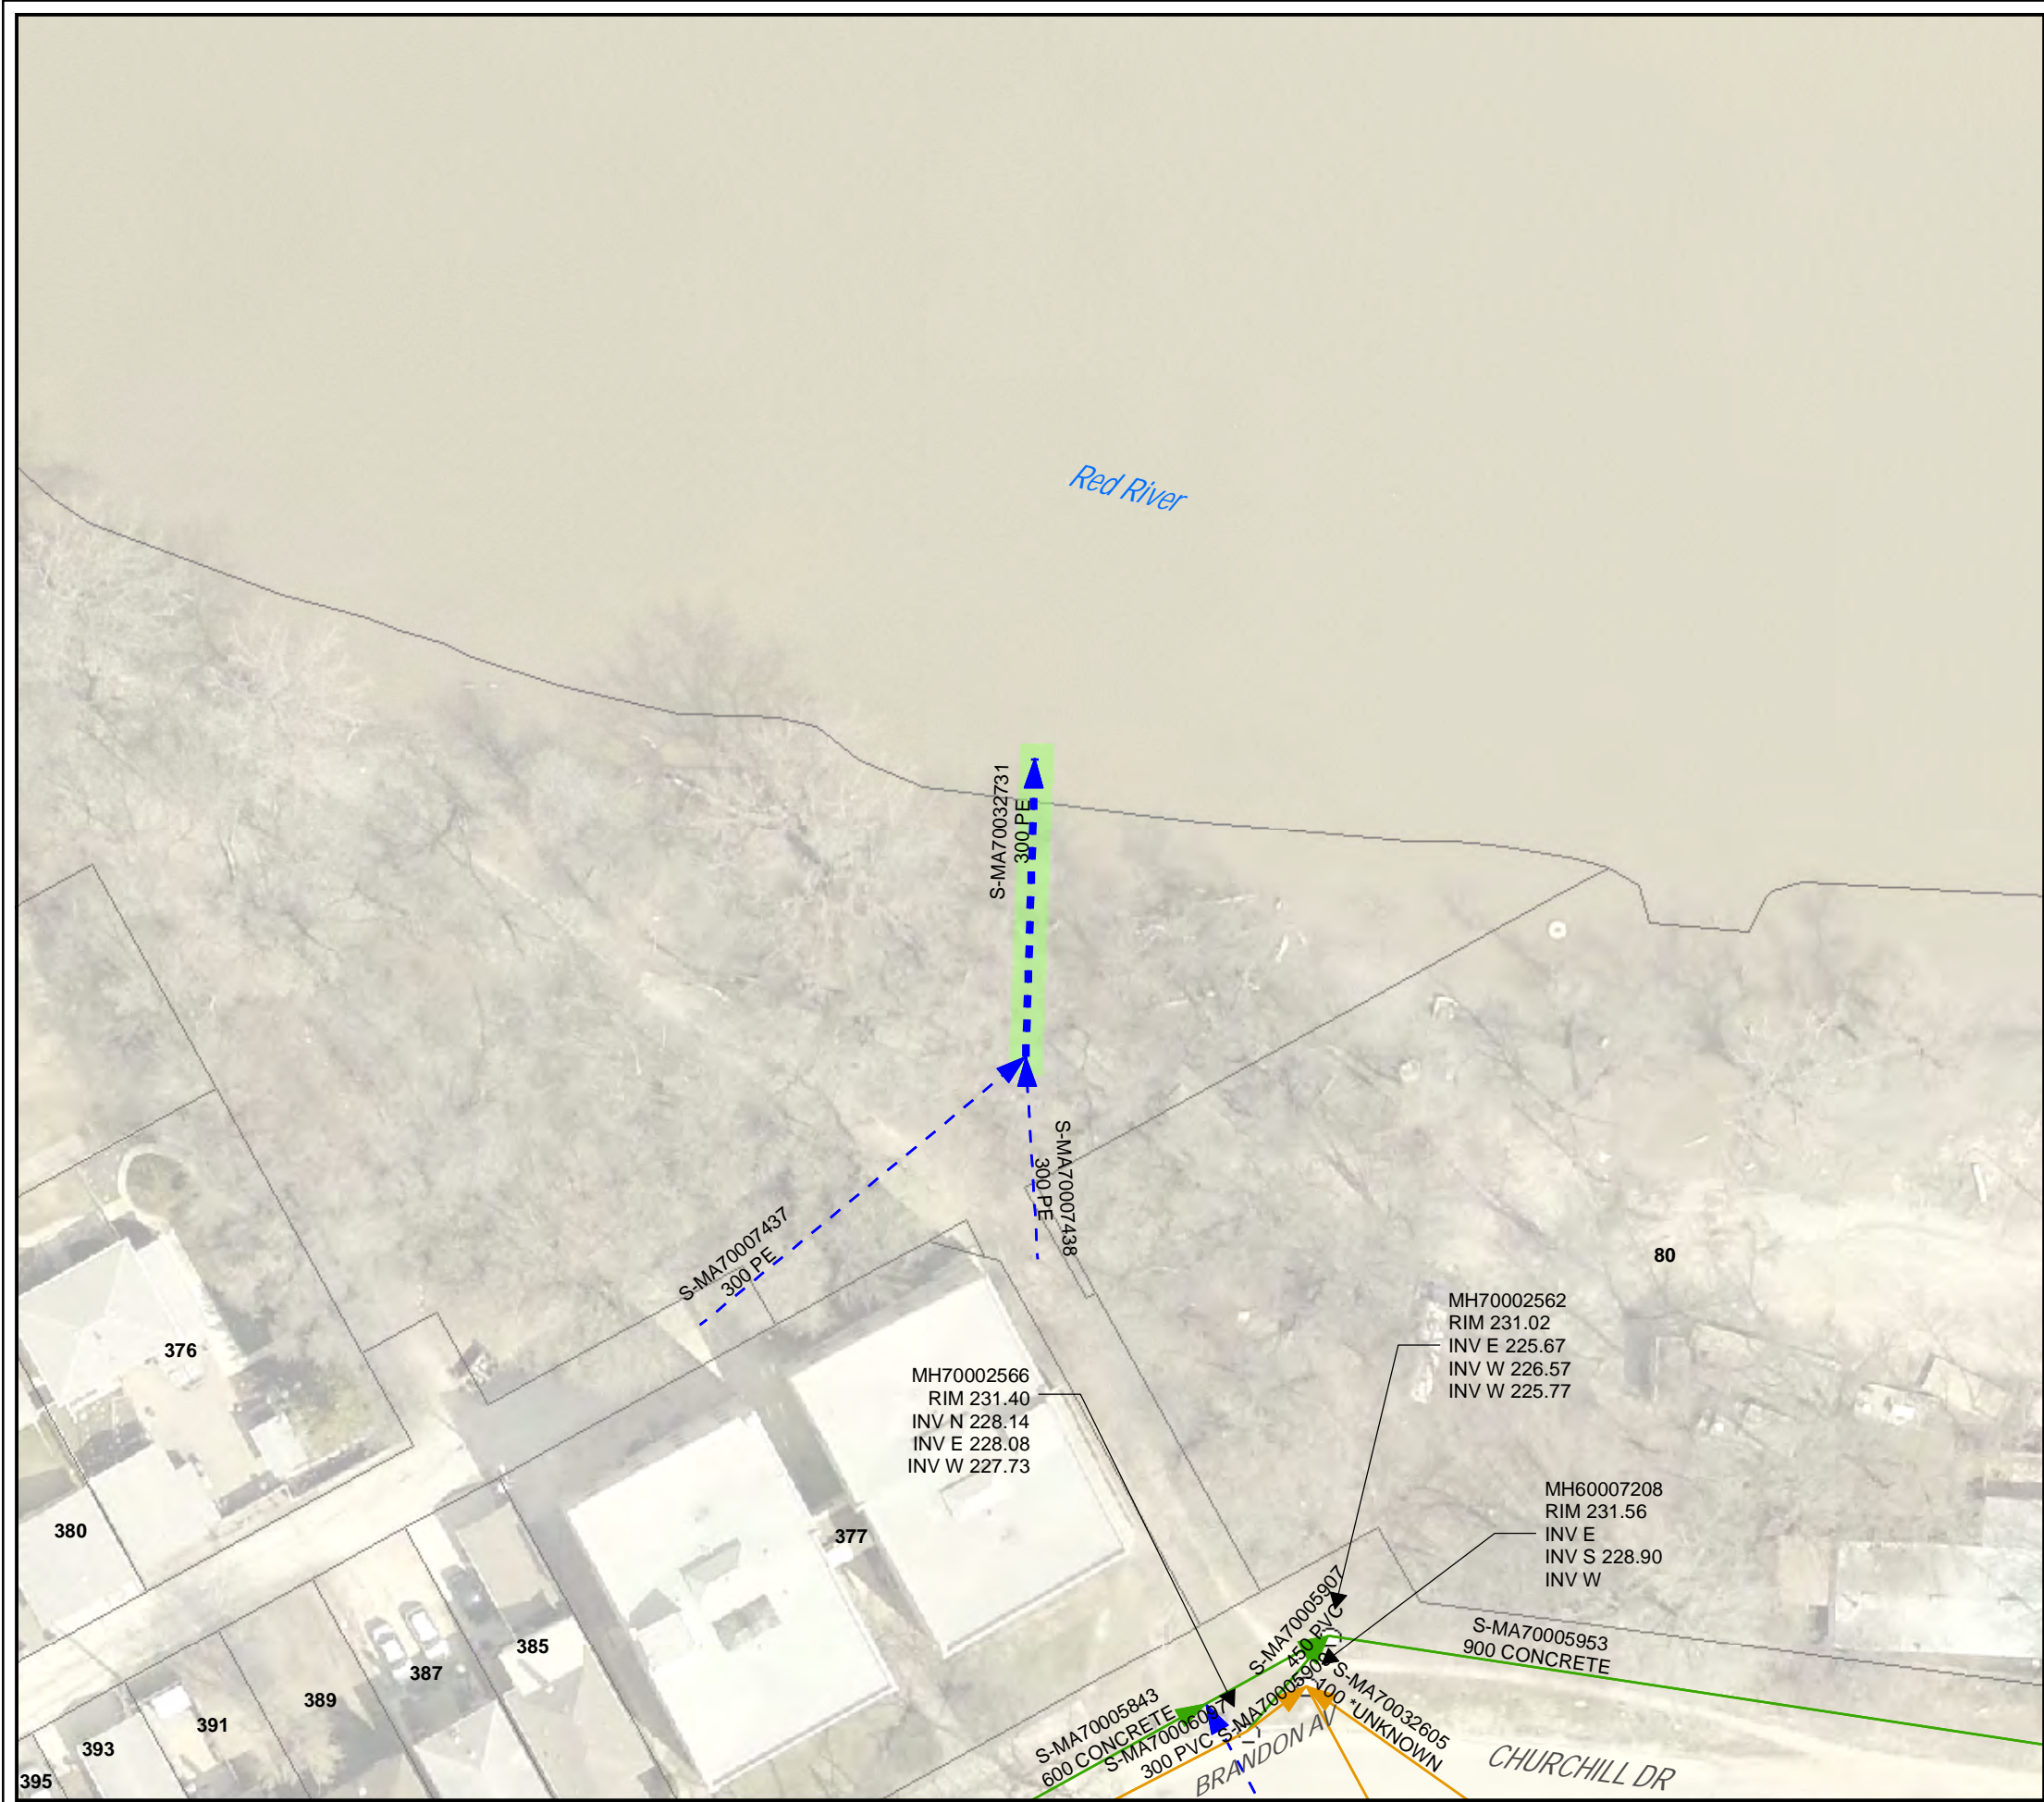 Red River
S-MA70032731
300 PE
S-MA70007438
300 PE
S-MA70007437
300 PE
80
376
MH70002562
RIM 231.02
INV E 225.67
INV W 226.57
INV W 225.77
MH70002566
RIM 231.40
INV N 228.14
INV E 228.08
INV W 227.73
MH60007208
RIM 231.56
INV E
INV S 228.90
INV W
380
377
385
387
389
391
393
395
S-MA70005907
450 PVC
S-MA70005953
900 CONCRETE
S-MA70005843
600 CONCRETE
S-MA70006097
300 PVC
S-MA70032605
100 *UNKNOWN
BRANDON AV
CHURCHILL DR